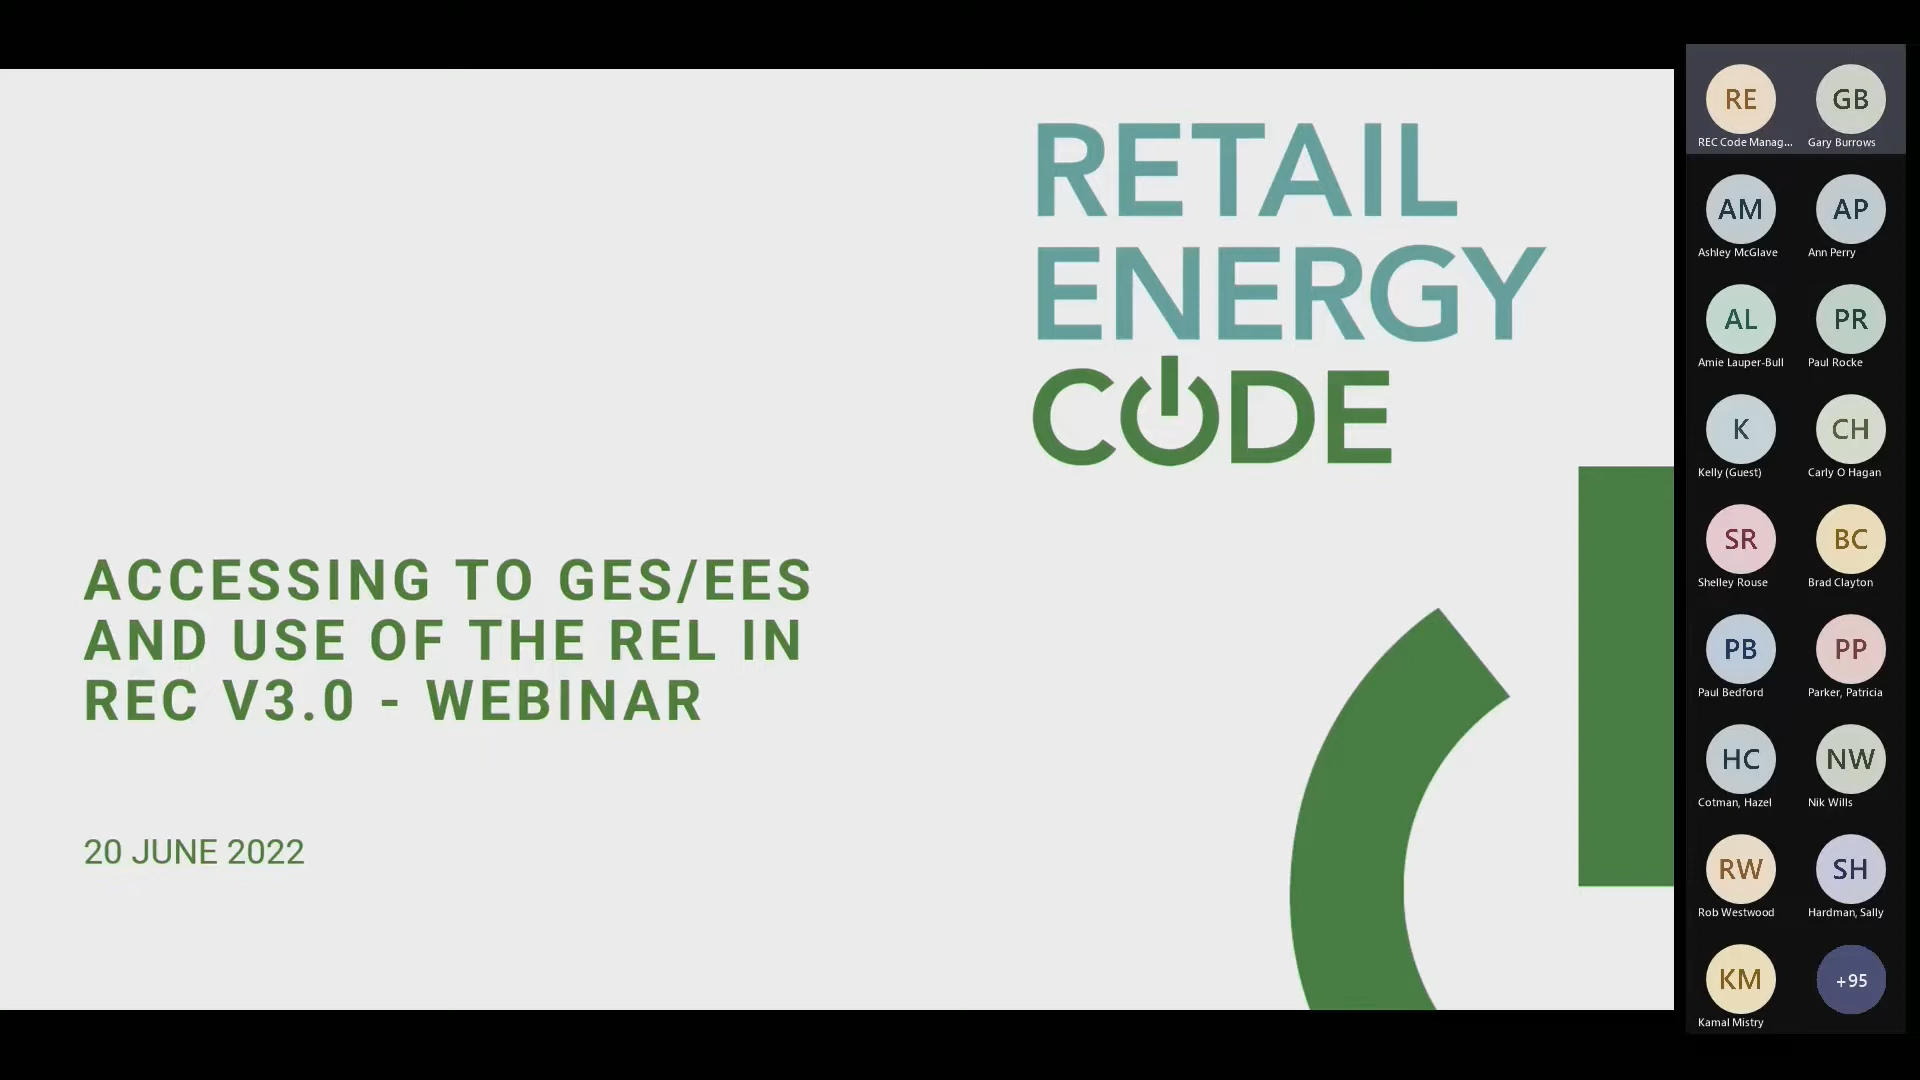 RETAIL
ENERGY
CODE
ACCESSING TO GES/EES
AND USE OF THE REL IN
REC V3.0 - WEBINAR
20 JUNE 2022
RE
REC Code Manag...
GB
Gary Burrows
AM
Ashley McGlave
AP
Ann Perry
AL
Amie Lauper-Bull
PR
Paul Rocke
K
Kelly (Guest)
CH
Carly O Hagan
SR
Shelley Rouse
BC
Brad Clayton
PB
Paul Bedford
PP
Parker, Patricia
HC
Cotman, Hazel
NW
Nik Wills
RW
Rob Westwood
SH
Hardman, Sally
KM
Kamal Mistry
+95